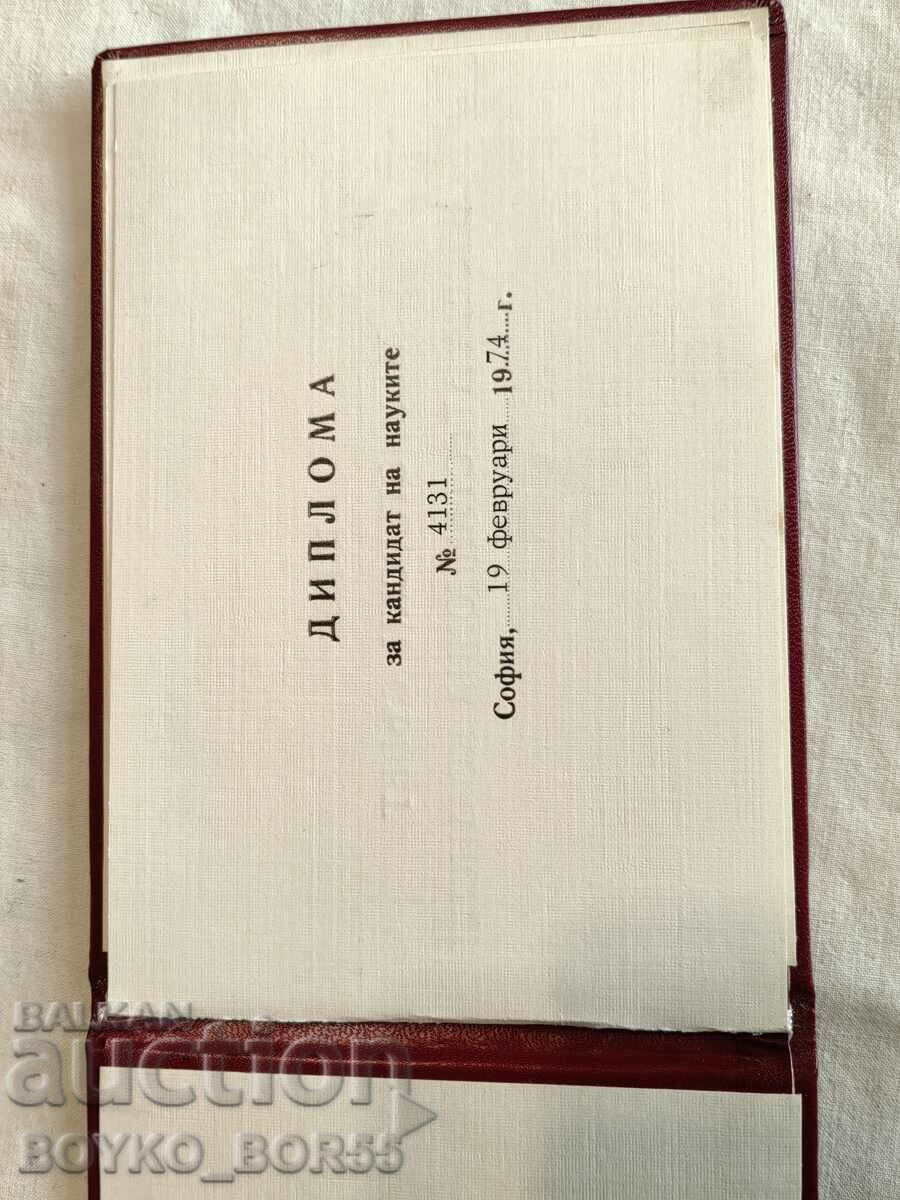 ДИПЛОМА
за кандидат на науките
№ 4131
София, 19 февруари 1974 г.
BALKAN
auction
BOYKO_BOR55